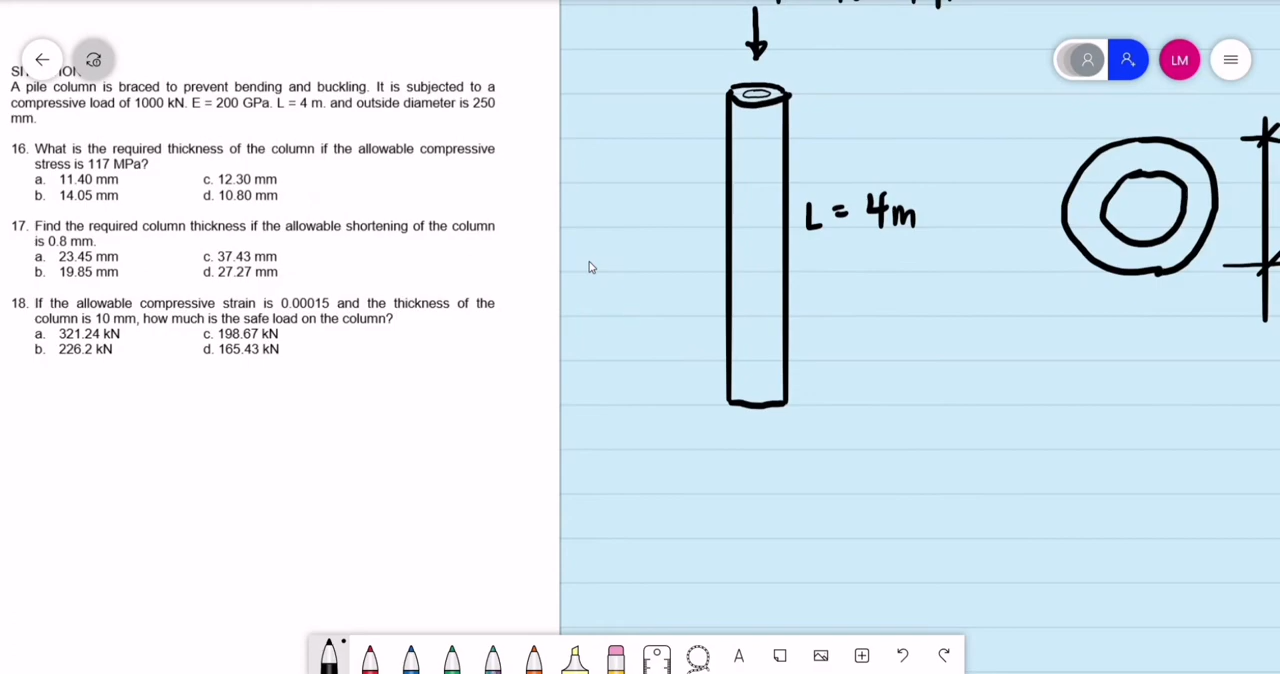 A pile column is braced to prevent bending and buckling. It is subjected to a
compressive load of 1000 kN. E = 200 GPa. L = 4 m. and outside diameter is 250
mm.
16. What is the required thickness of the column if the allowable compressive
stress is 117 MPa?
a. 11.40 mm c. 12.30 mm
b. 14.05 mm d. 10.80 mm
17. Find the required column thickness if the allowable shortening of the column
is 0.8 mm.
a. 23.45 mm c. 37.43 mm
b. 19.85 mm d. 27.27 mm
18. If the allowable compressive strain is 0.00015 and the thickness of the
column is 10 mm, how much is the safe load on the column?
a. 321.24 kN c. 198.67 kN
b. 226.2 kN d. 165.43 kN
L = 4m
LM
A